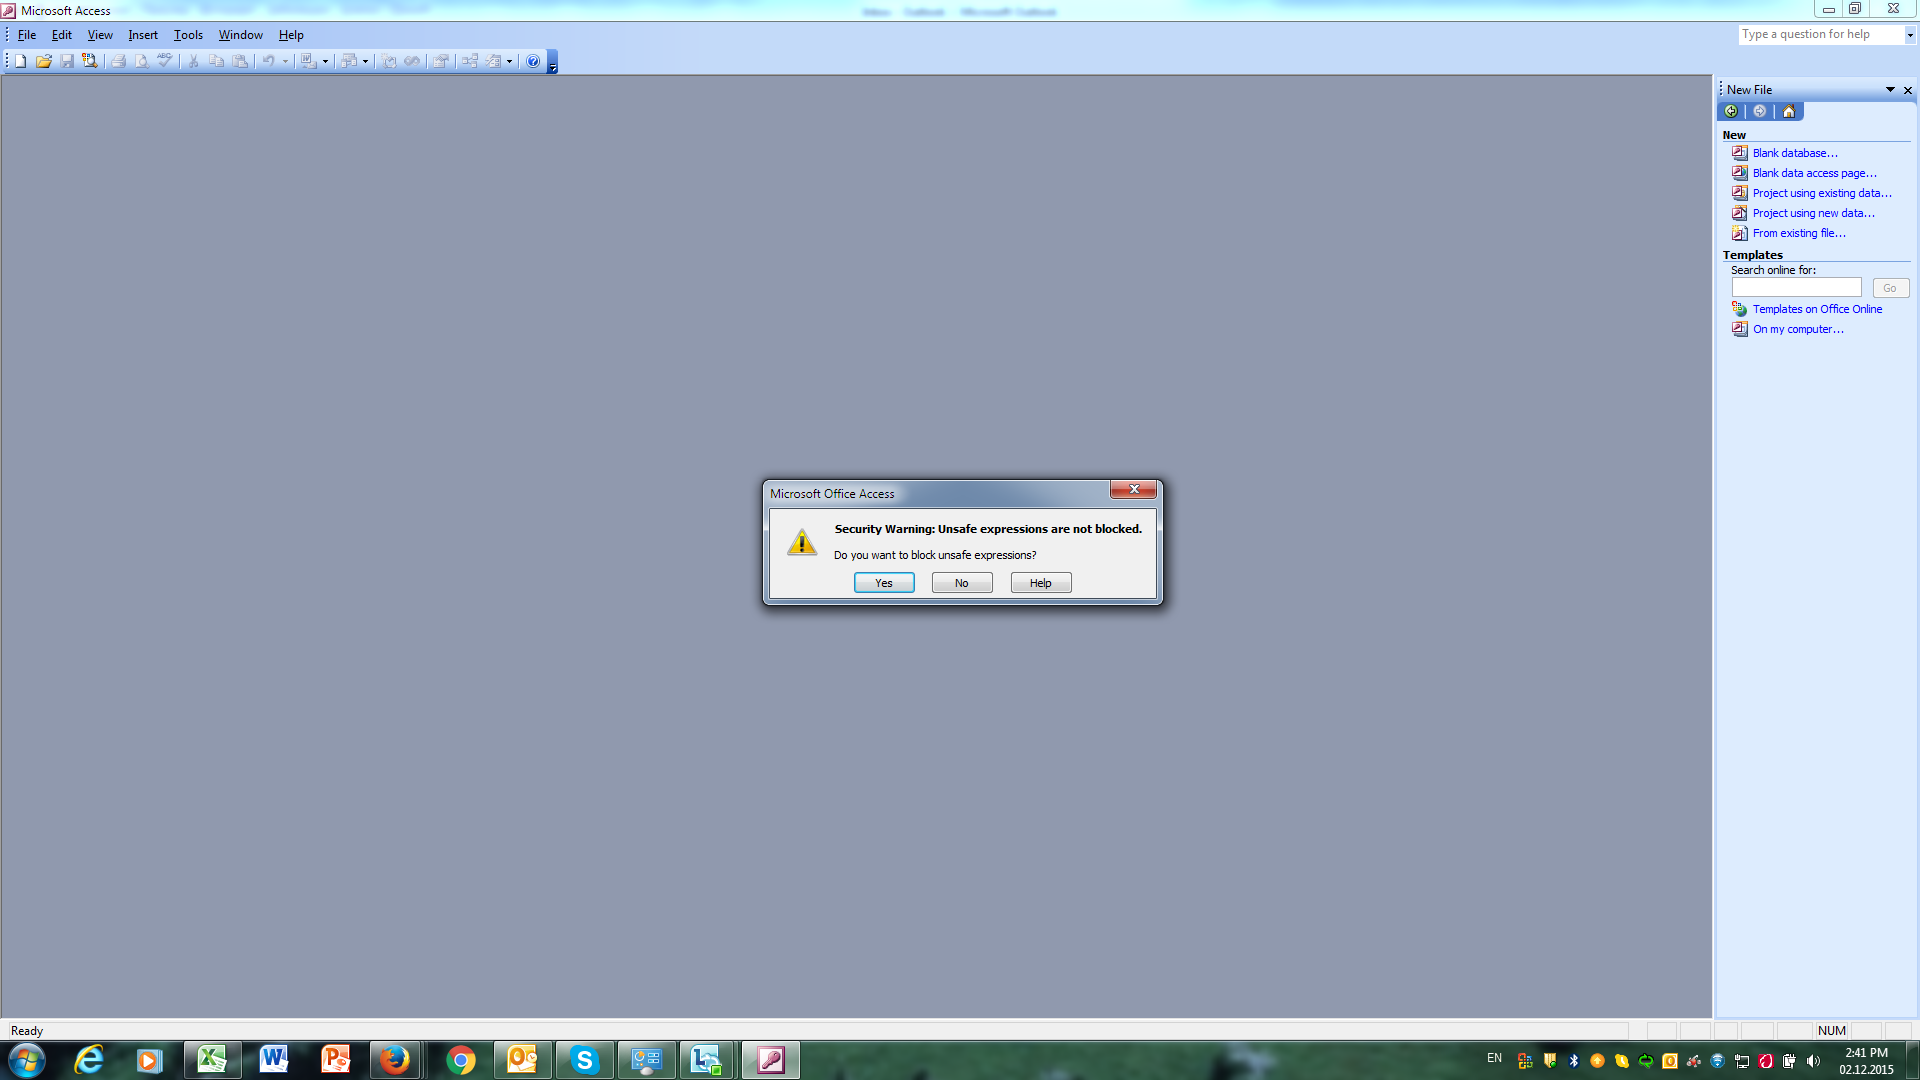 Microsoft Access
File Edit View Insert Tools Window Help
Type a question for help
New File
New
Blank database...
Blank data access page...
Project using existing data...
Project using new data...
From existing file...
Templates
Search online for:
Go
Templates on Office Online
On my computer...
Microsoft Office Access
Security Warning: Unsafe expressions are not blocked.
Do you want to block unsafe expressions?
Yes No Help
Ready
NUM
EN
2:41 PM
02.12.2015